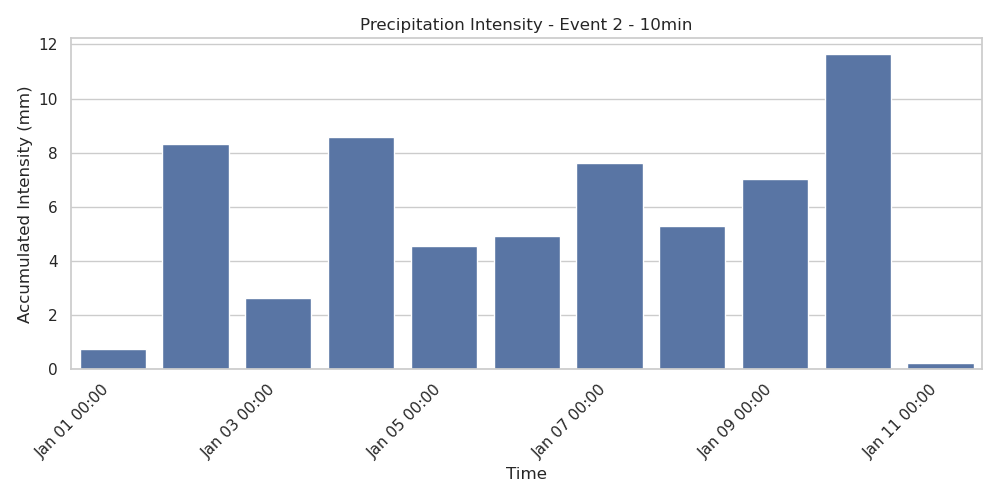 Precipitation Intensity - Event 2 - 10min
Accumulated Intensity (mm)
12
10
8
6
4
2
0
Jan 01 00:00
Jan 03 00:00
Jan 05 00:00
Jan 07 00:00
Jan 09 00:00
Jan 11 00:00
Time